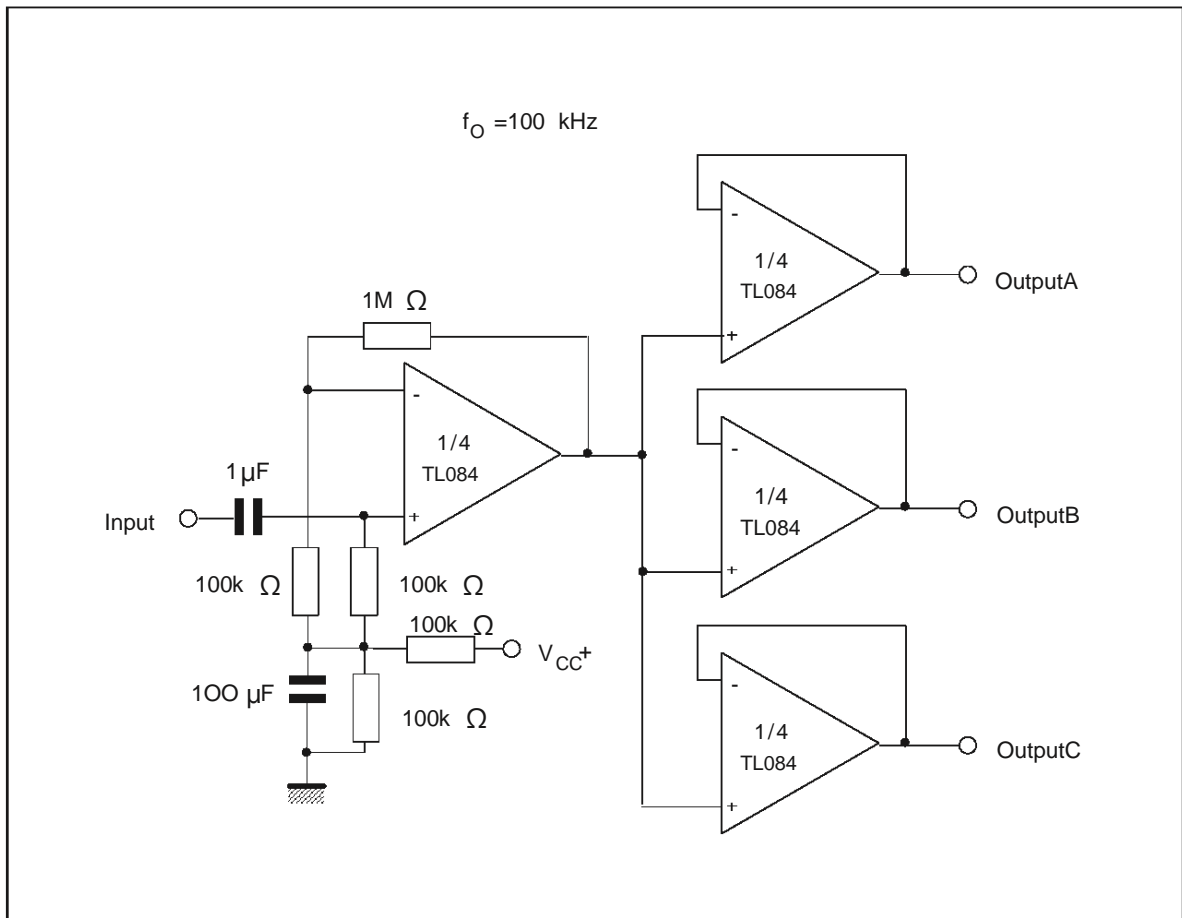 f_O =100 kHz
-
1/4
TL084
+
OutputA
1M Ω
-
1/4
TL084
+
1µF
Input
-
1/4
TL084
+
OutputB
100k Ω
100k Ω
100k Ω
V_CC+
1OO µF
100k Ω
-
1/4
TL084
+
OutputC